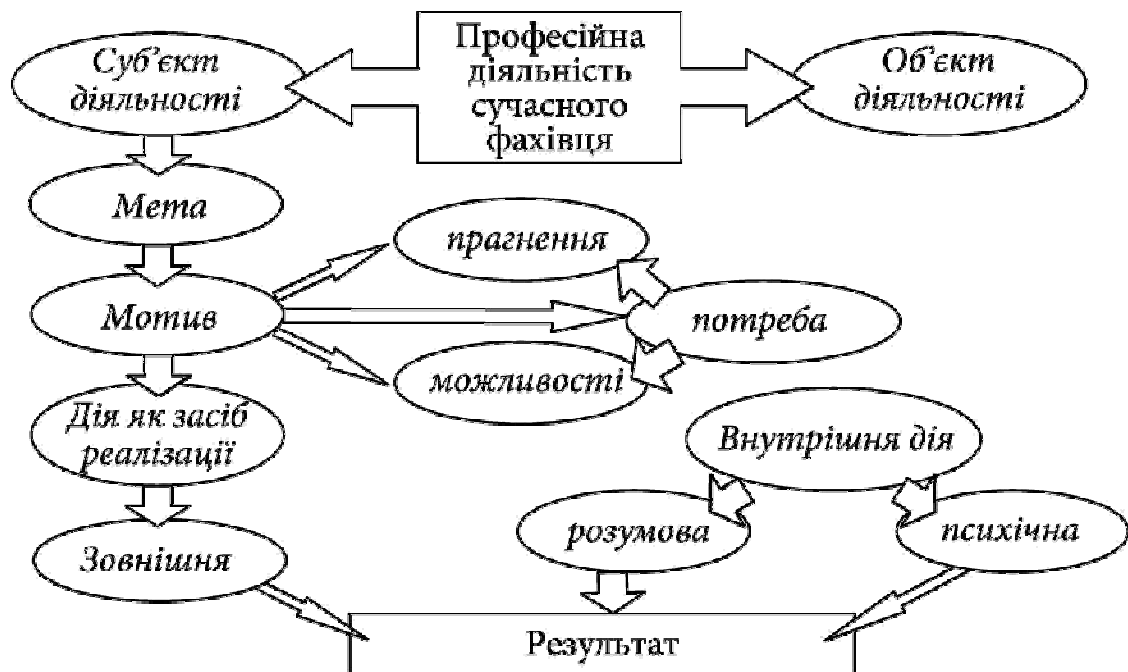 Суб'єкт
діяльності
Професійна
діяльність
сучасного
фахівця
Об'єкт
діяльності
Мета
прагнення
Мотив
потреба
можливості
Дія як засіб
реалізації
Внутрішня дія
розумова
психічна
Зовнішня
Результат